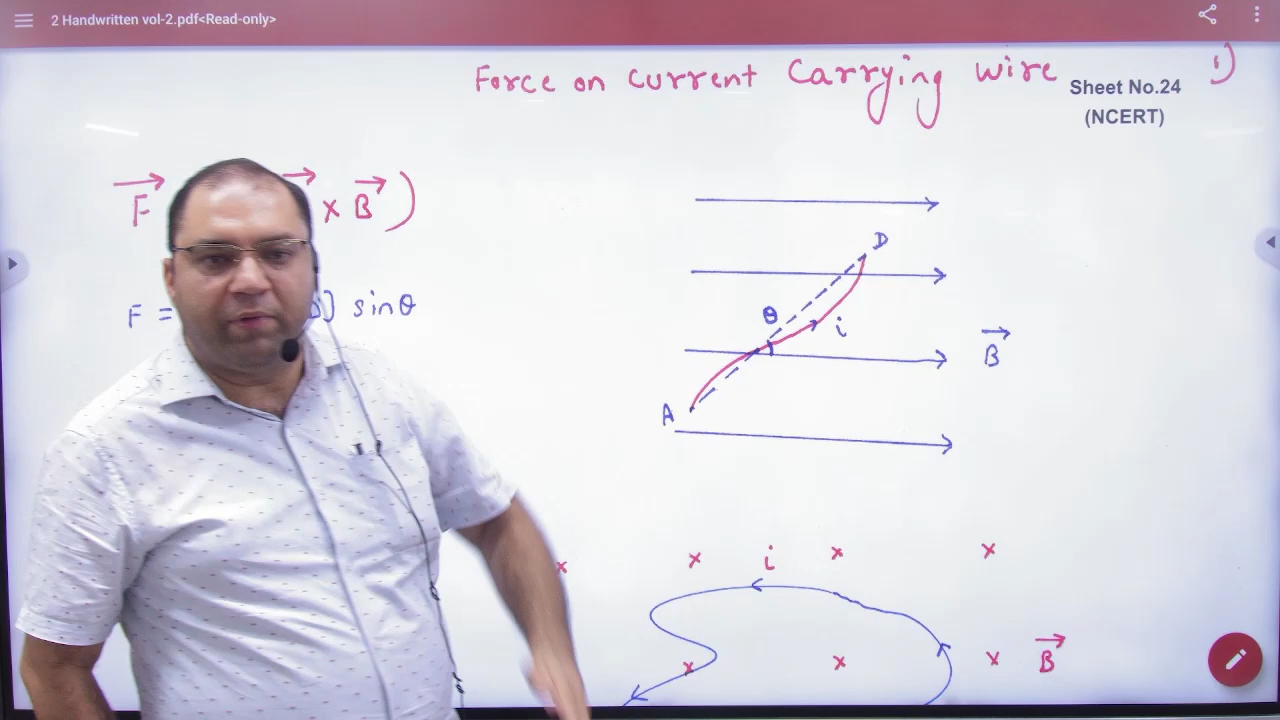 2 Handwritten vol-2.pdf<Read-only>
Force on current Carrying wire 1)
Sheet No.24
(NCERT)
F × B )
F = ] sinθ
D
θ
i
B
A
× × i × ×
× × × B